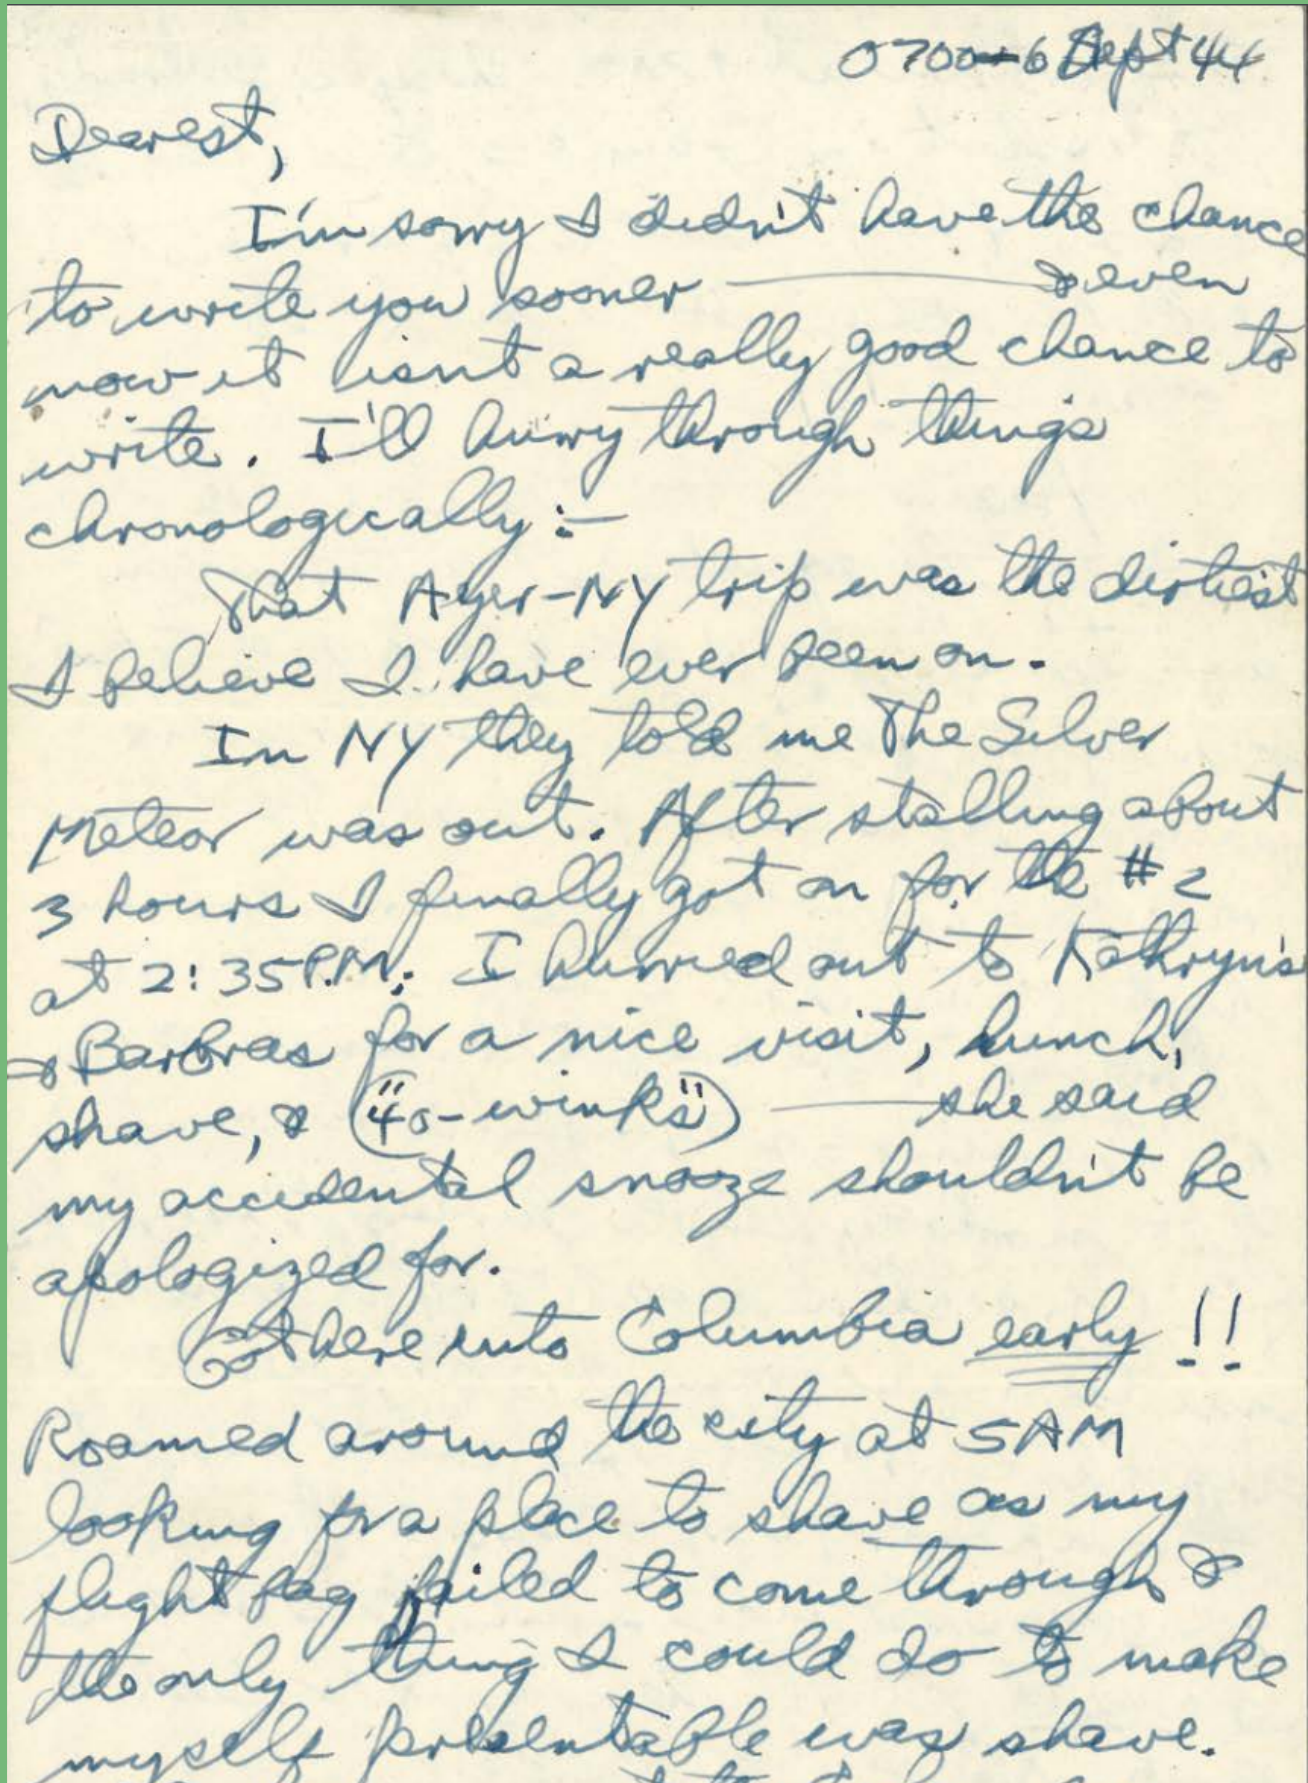 0700 - 6 Sept 44
Dearest,
I'm sorry I didn't have the chance
to write you sooner — & even
now it isn't a really good chance to
write. I'll hurry through things
chronologically :—
That Ayer-NY trip was the dirtiest
I believe I have ever been on.
In NY they told me The Silver
Meteor was out. After stalling about
3 hours I finally got on for the #2
at 2:35 P.M. I hurried out to Kathryn's
& Barbras for a nice visit, lunch,
shave, & ("40-winks") — she said
my accidental snooze shouldn't be
apologized for.
Got here into Columbia early !!
Roamed around the city at 5AM
looking for a place to shave as my
flight bag failed to come through &
the only thing I could do to make
myself presentable was shave.